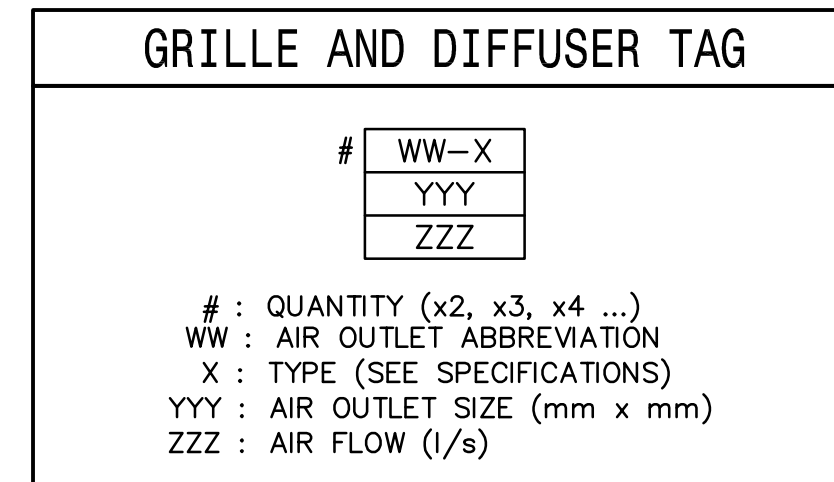 GRILLE AND DIFFUSER TAG
# WW-X
YYY
ZZZ
# : QUANTITY (x2, x3, x4 ...)
WW : AIR OUTLET ABBREVIATION
X : TYPE (SEE SPECIFICATIONS)
YYY : AIR OUTLET SIZE (mm x mm)
ZZZ : AIR FLOW (l/s)